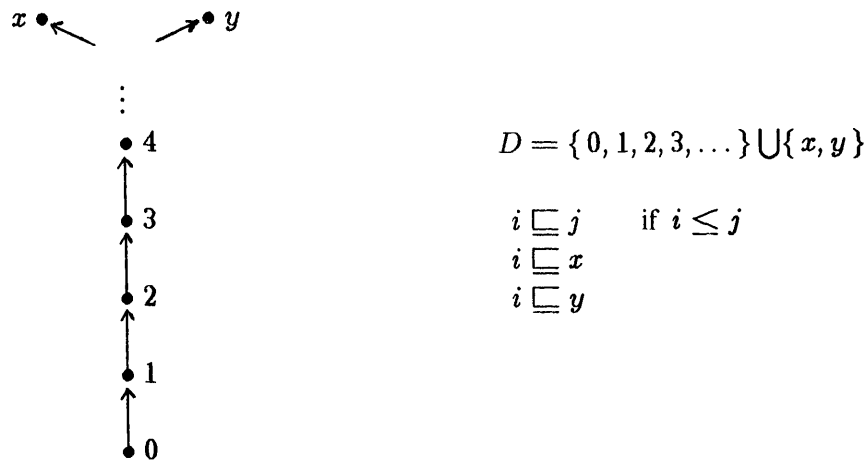 x y
⋮
4
3
2
1
0
D = { 0, 1, 2, 3, . . . } ⋃{ x, y }
i ⊑ j if i ≤ j
i ⊑ x
i ⊑ y